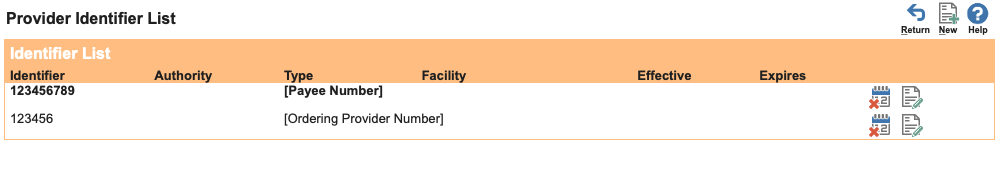 Provider Identifier List
Return New Help
Identifier List
Identifier Authority Type Facility Effective Expires
123456789 [Payee Number]
123456 [Ordering Provider Number]